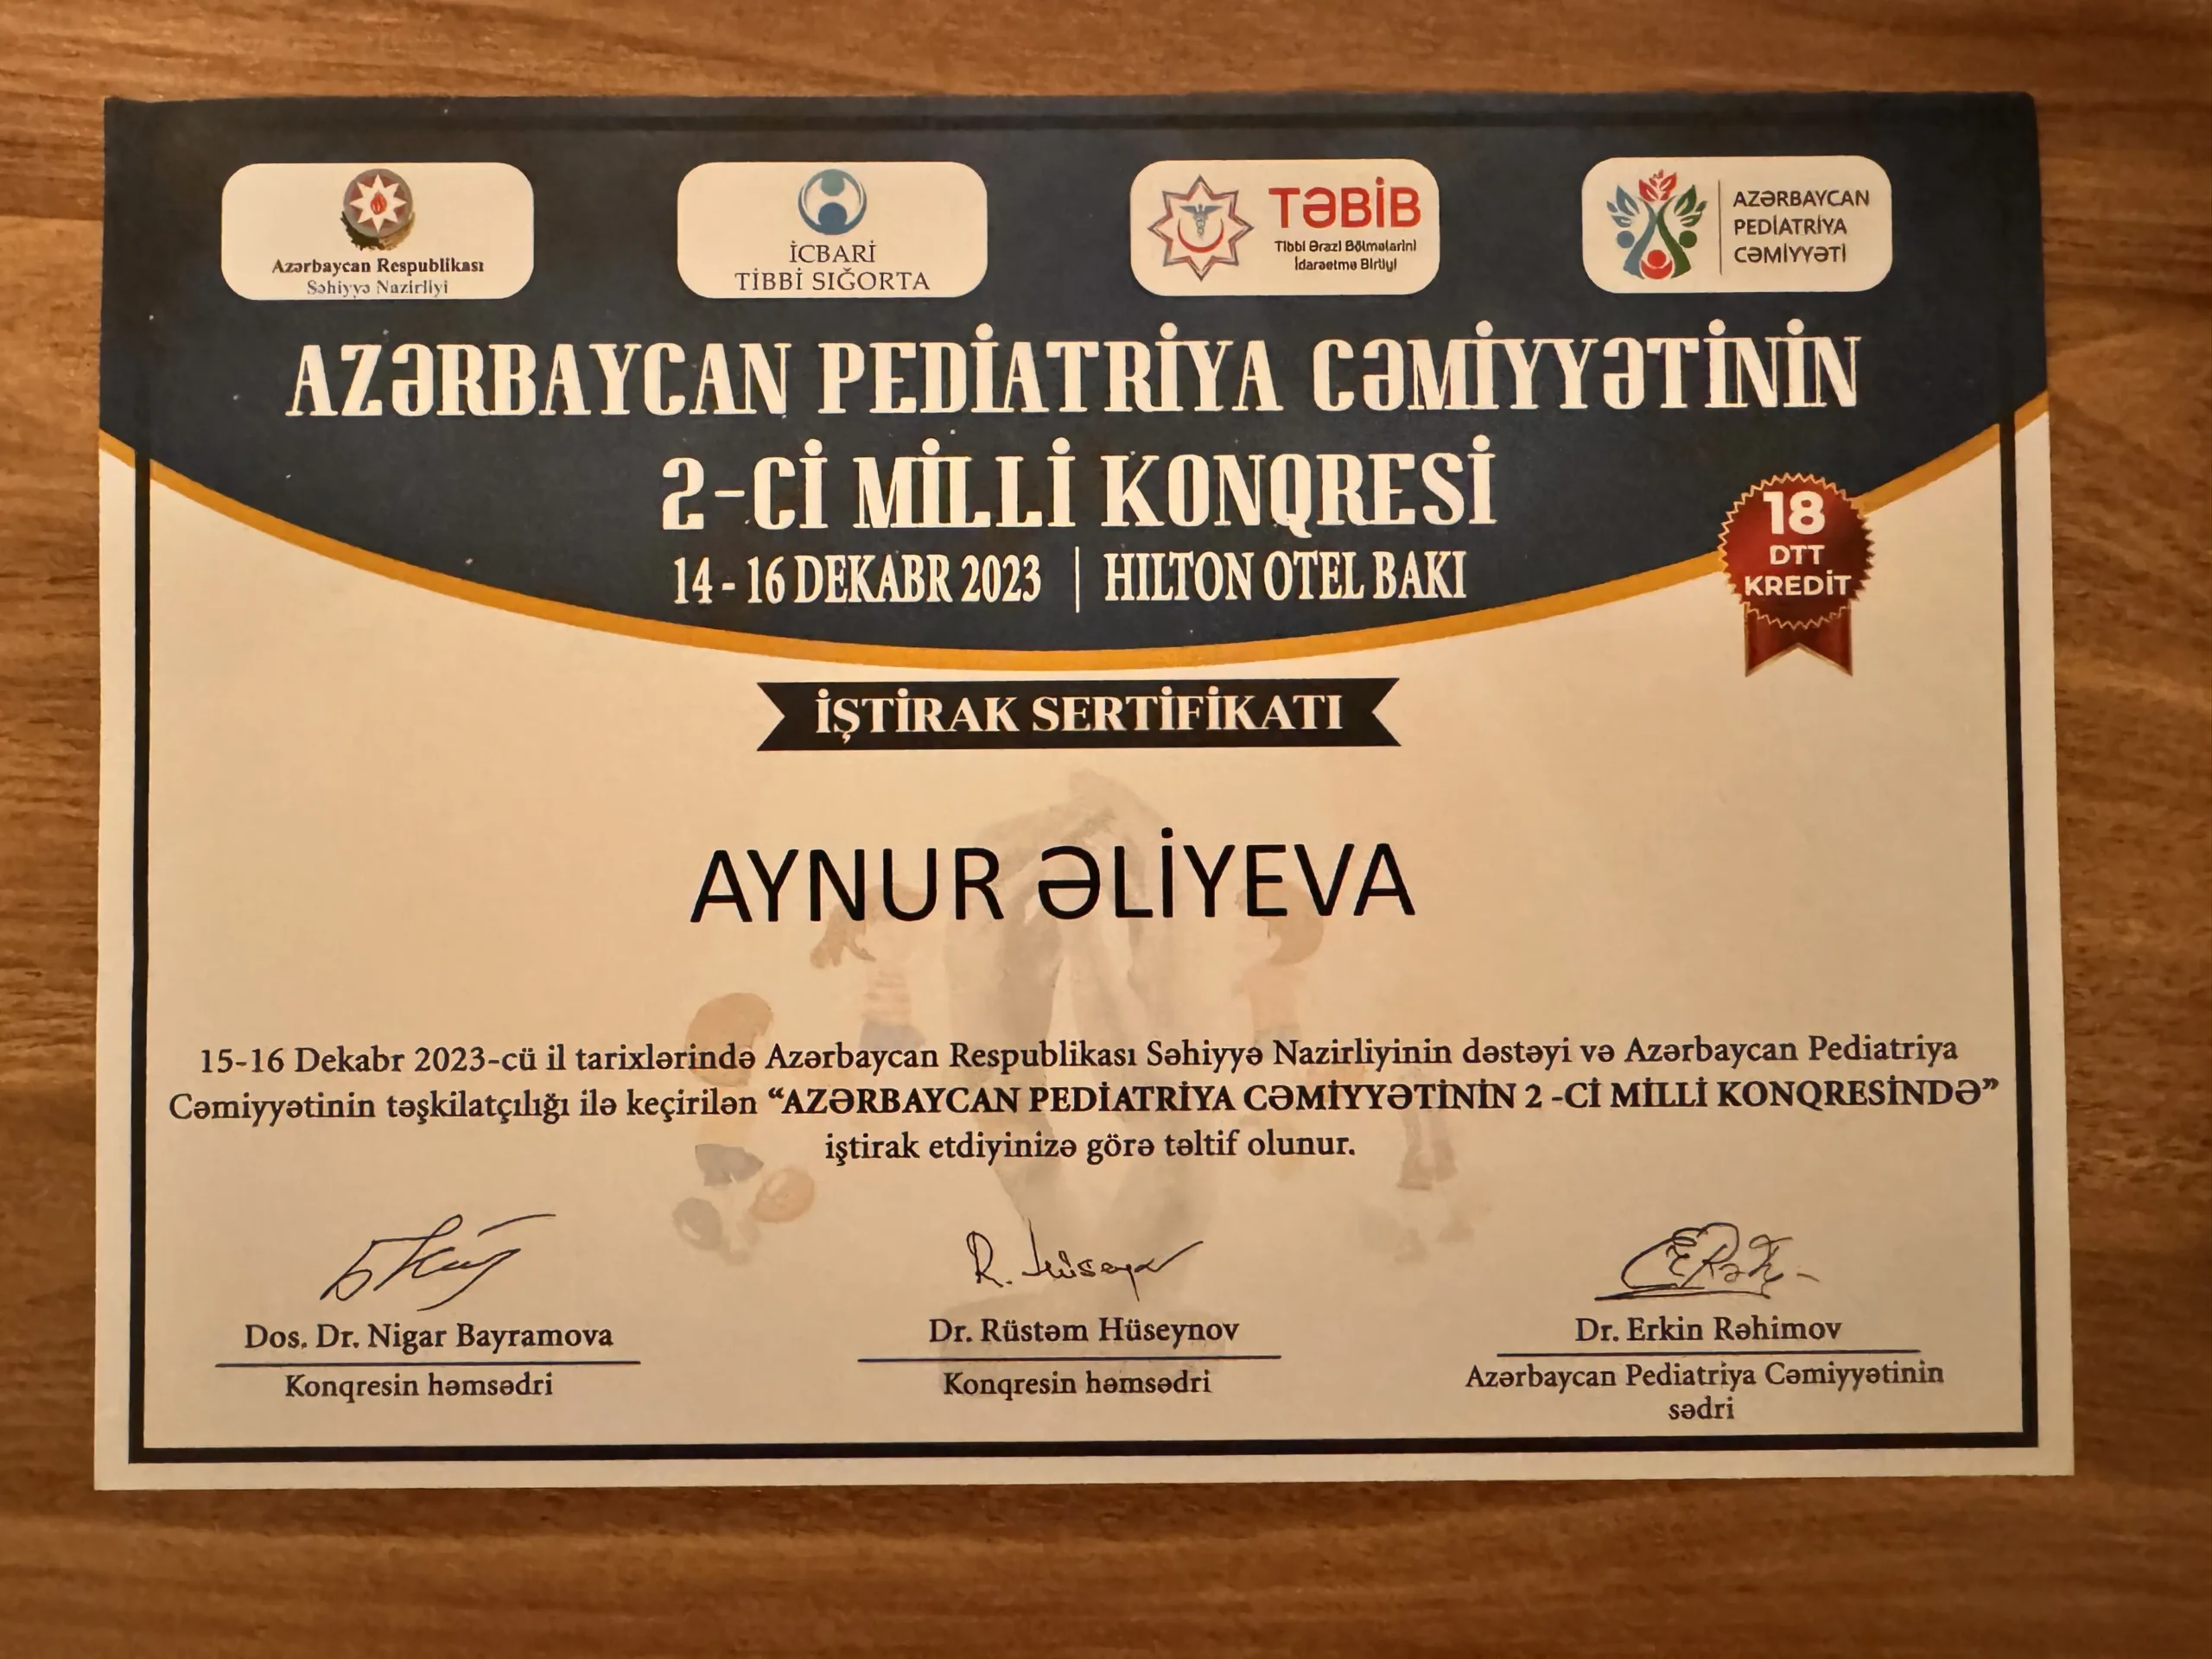 Azərbaycan Respublikası
Səhiyyə Nazirliyi
İCBARİ
TİBBİ SIĞORTA
TƏBİB
Tibbi Ərazi Bölmələrini
İdarəetmə Birliyi
AZƏRBAYCAN
PEDİATRİYA
CƏMİYYƏTİ
AZƏRBAYCAN PEDİATRİYA CƏMİYYƏTİNİN
2-Cİ MİLLİ KONQRESİ
14 - 16 DEKABR 2023 | HILTON OTEL BAKI
18
DTT
KREDİT
İŞTİRAK SERTİFİKATI
AYNUR ƏLİYEVA
15-16 Dekabr 2023-cü il tarixlərində Azərbaycan Respublikası Səhiyyə Nazirliyinin dəstəyi və Azərbaycan Pediatriya
Cəmiyyətinin təşkilatçılığı ilə keçirilən “AZƏRBAYCAN PEDİATRİYA CƏMİYYƏTİNİN 2 -Cİ MİLLİ KONQRESİNDƏ”
iştirak etdiyinizə görə təltif olunur.
Dos. Dr. Nigar Bayramova
Konqresin həmsədri
Dr. Rüstəm Hüseynov
Konqresin həmsədri
Dr. Erkin Rəhimov
Azərbaycan Pediatriya Cəmiyyətinin
sədri